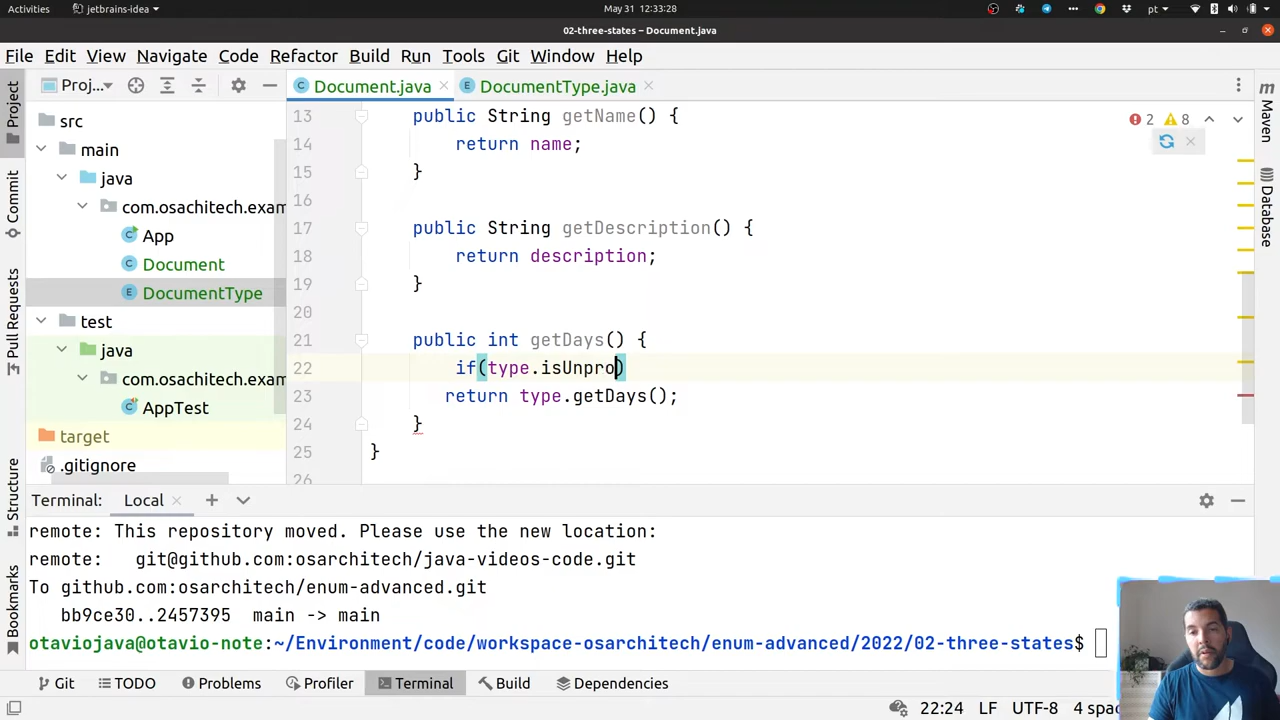 Activities
jetbrains-idea
May 31 12:33:28
pt
02-three-states – Document.java
File Edit View Navigate Code Refactor Build Run Tools Git Window Help
Proj...
Document.java
DocumentType.java
Project
Commit
Pull Requests
Structure
Bookmarks
src
main
java
com.osachitech.exam
App
Document
DocumentType
test
java
com.osachitech.exam
AppTest
target
.gitignore
13 public String getName() {
14 return name;
15 }
16
17 public String getDescription() {
18 return description;
19 }
20
21 public int getDays() {
22 if(type.isUnpro)
23 return type.getDays();
24 }
25 }
26
2 8
Maven
Database
Terminal: Local
remote: This repository moved. Please use the new location:
remote: git@github.com:osarchitech/java-videos-code.git
To github.com:osarchitech/enum-advanced.git
bb9ce30..2457395 main -> main
otaviojava@otavio-note:~/Environment/code/workspace-osarchitech/enum-advanced/2022/02-three-states$
Git TODO Problems Profiler Terminal Build Dependencies
22:24 LF UTF-8 4 spac